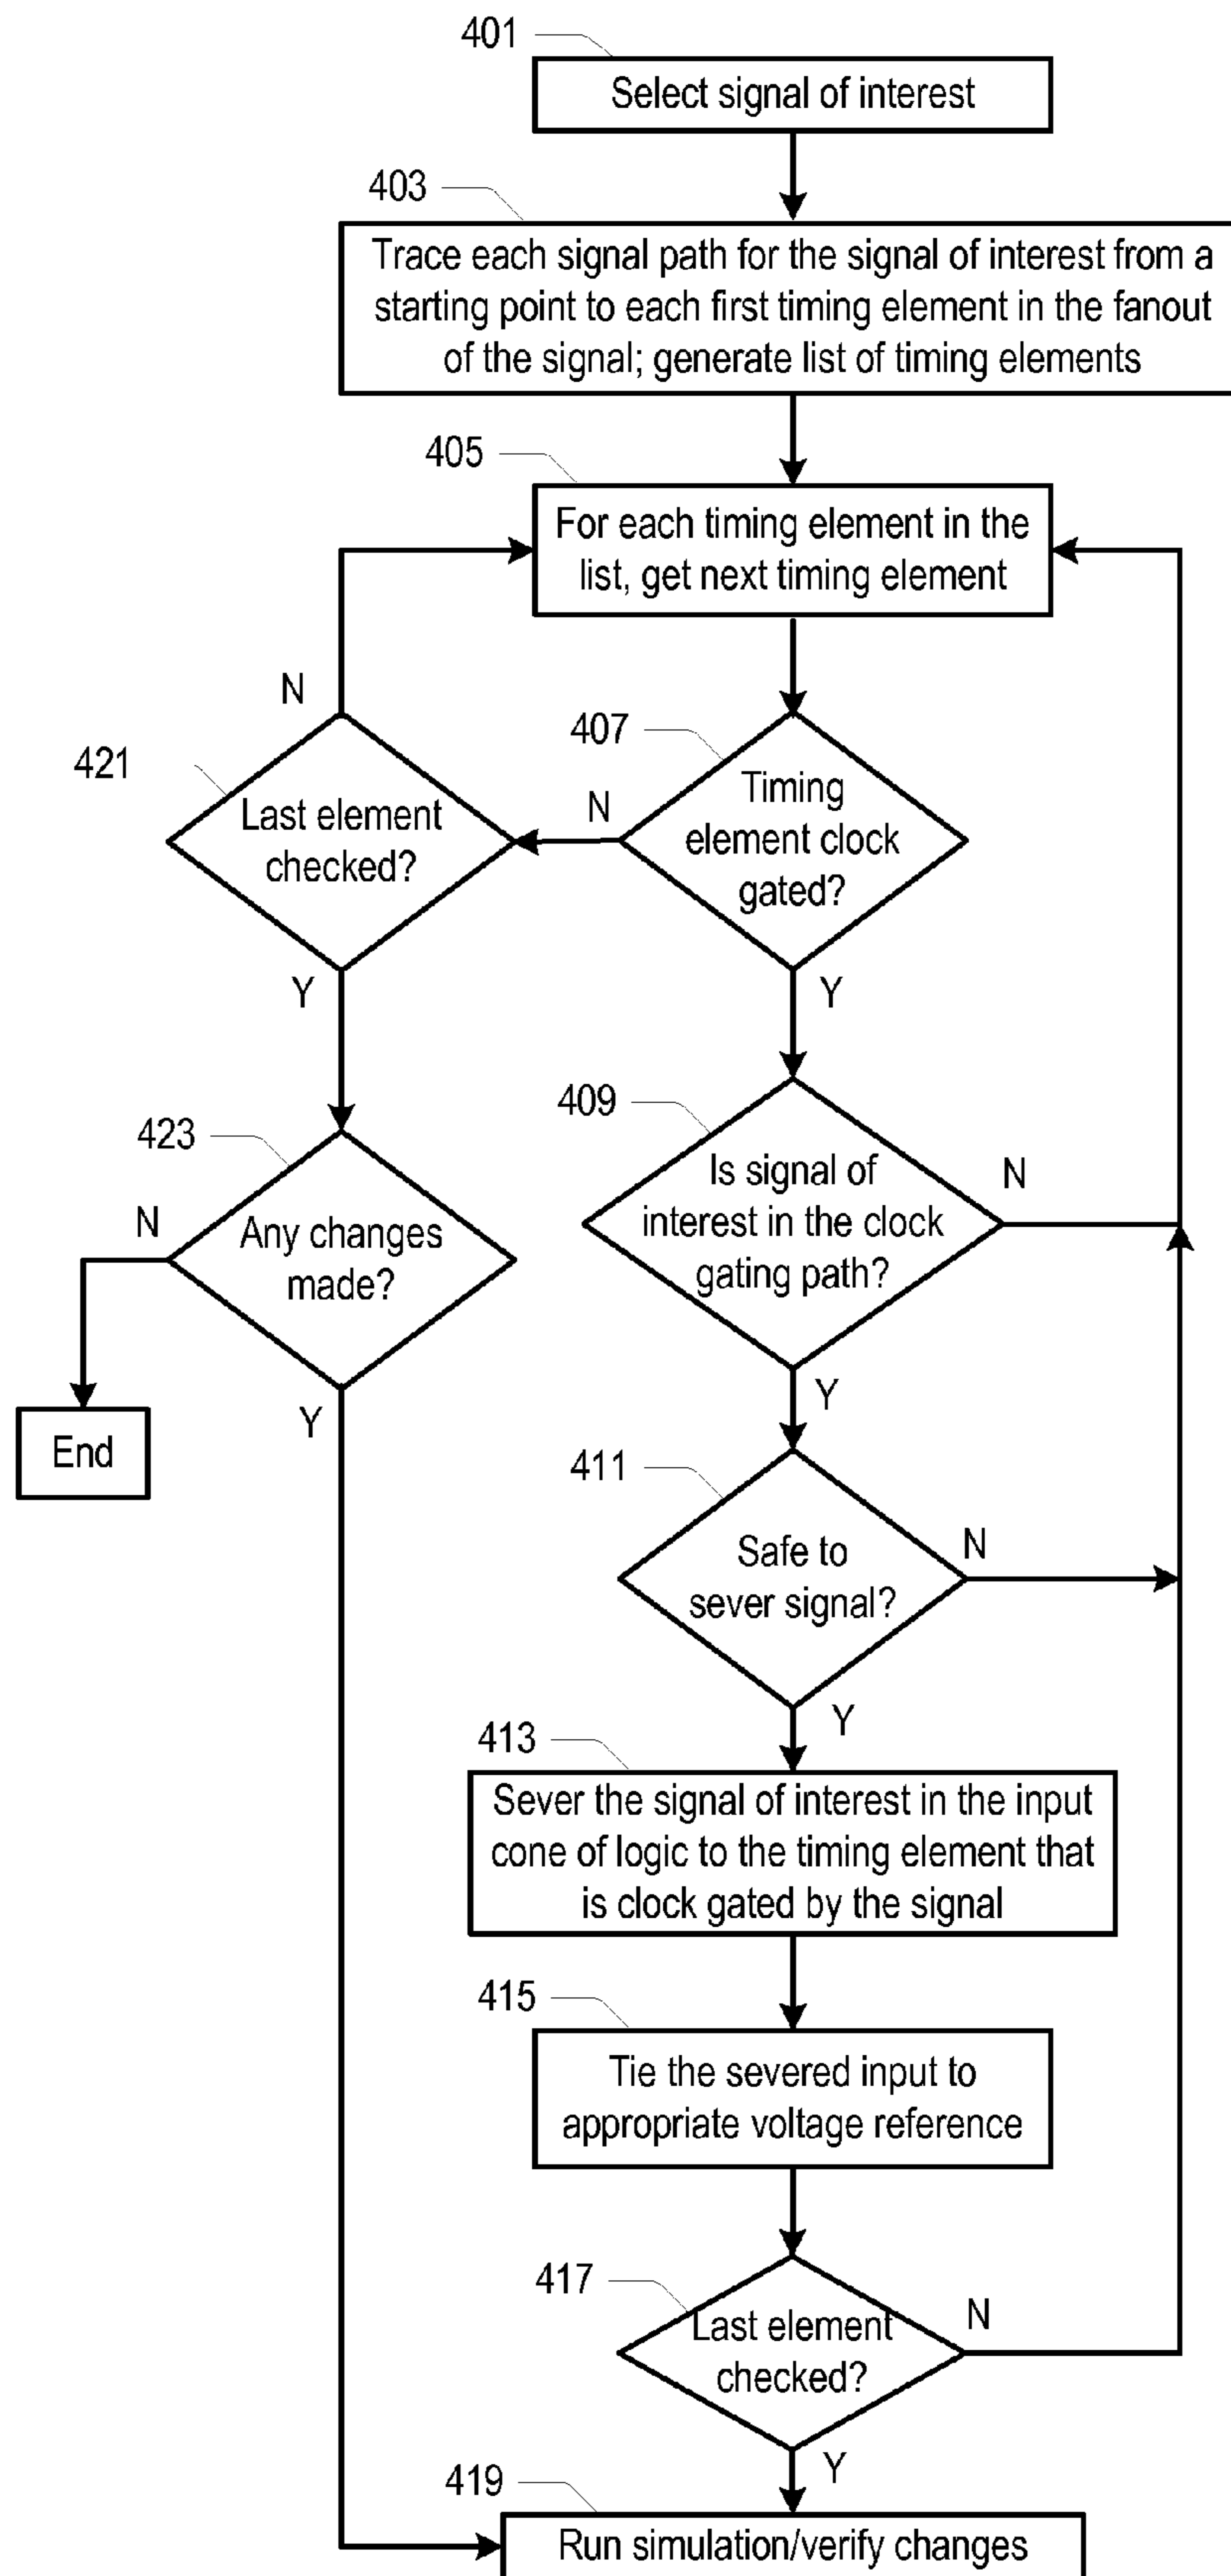 401
Select signal of interest
403
Trace each signal path for the signal of interest from a
starting point to each first timing element in the fanout
of the signal; generate list of timing elements
405
For each timing element in the
list, get next timing element
N
421
Last element
checked?
Y
407
Timing
element clock
gated?
N
Y
409
Is signal of
interest in the clock
gating path?
N
Y
423
Any changes
made?
N
Y
End
411
Safe to
sever signal?
N
Y
413
Sever the signal of interest in the input
cone of logic to the timing element that
is clock gated by the signal
415
Tie the severed input to
appropriate voltage reference
417
Last element
checked?
N
Y
419
Run simulation/verify changes